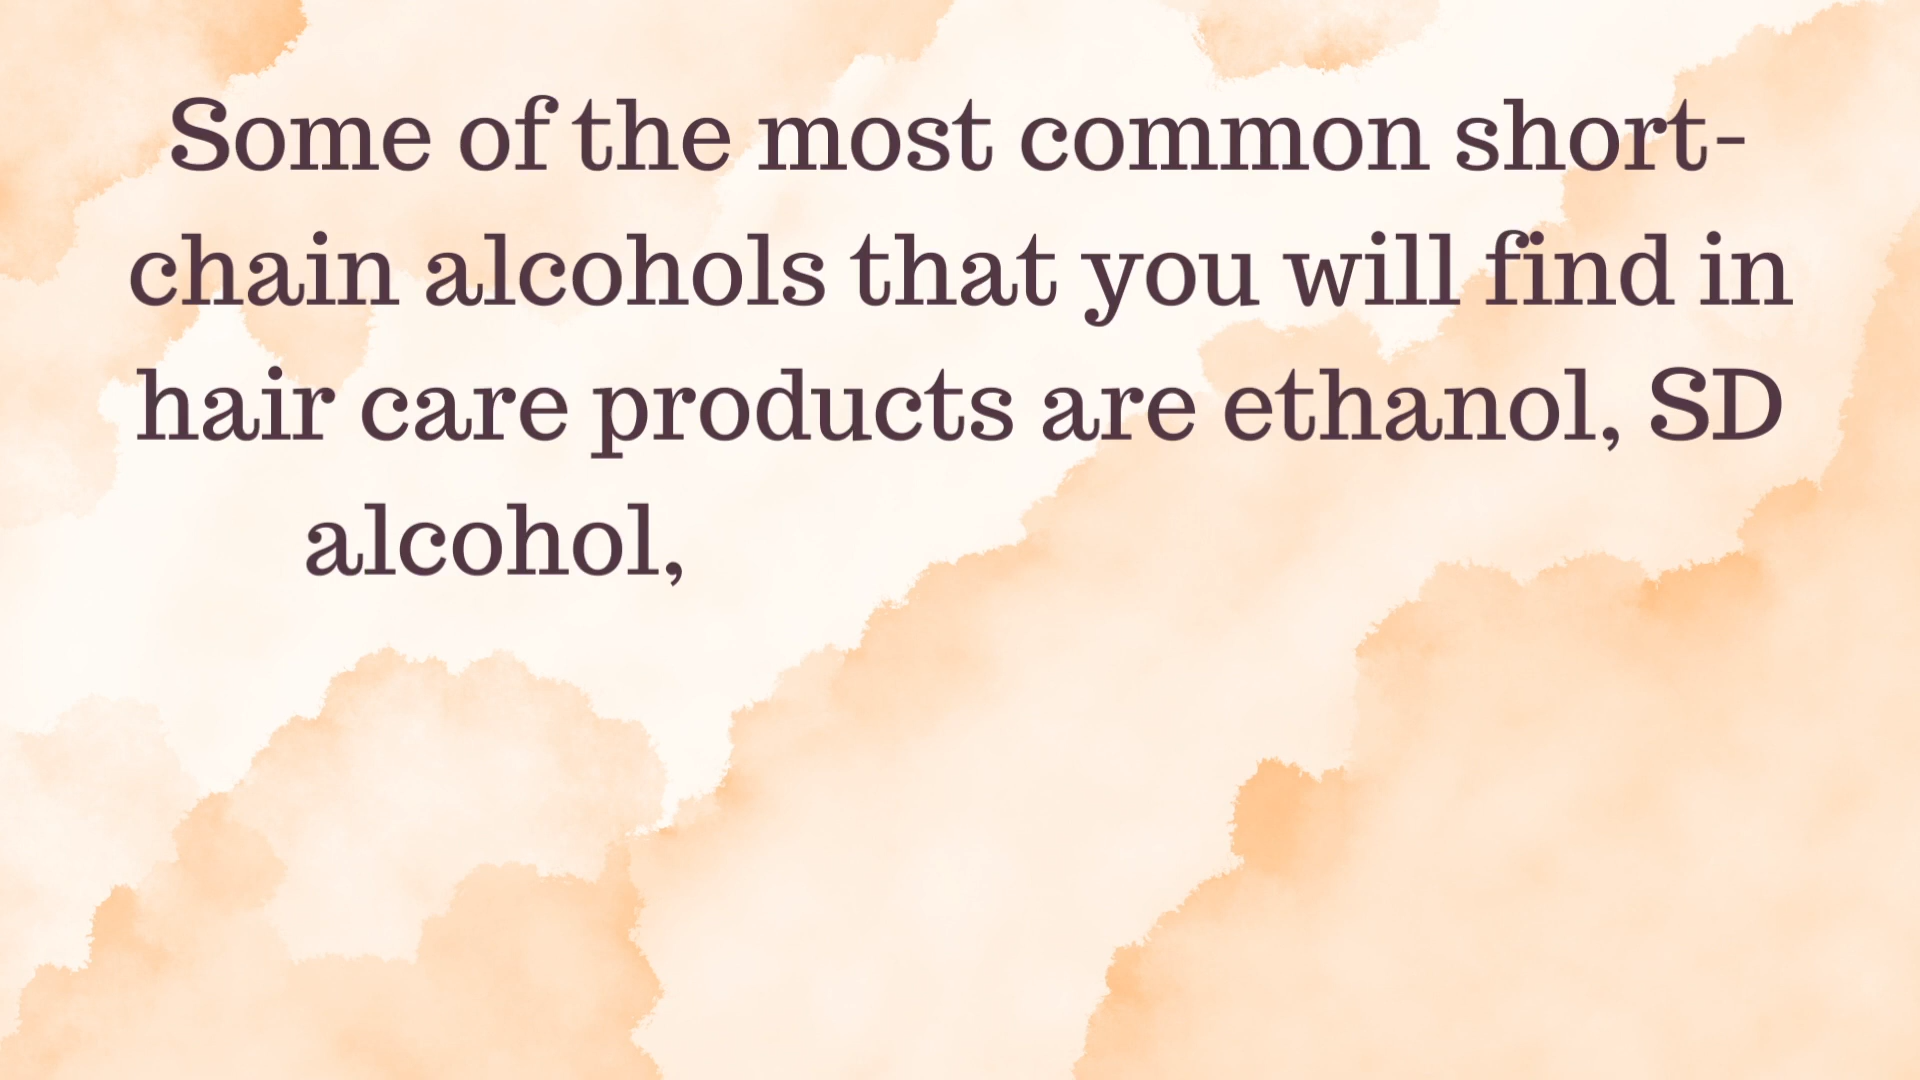 Some of the most common short-
chain alcohols that you will find in
hair care products are ethanol, SD
alcohol,